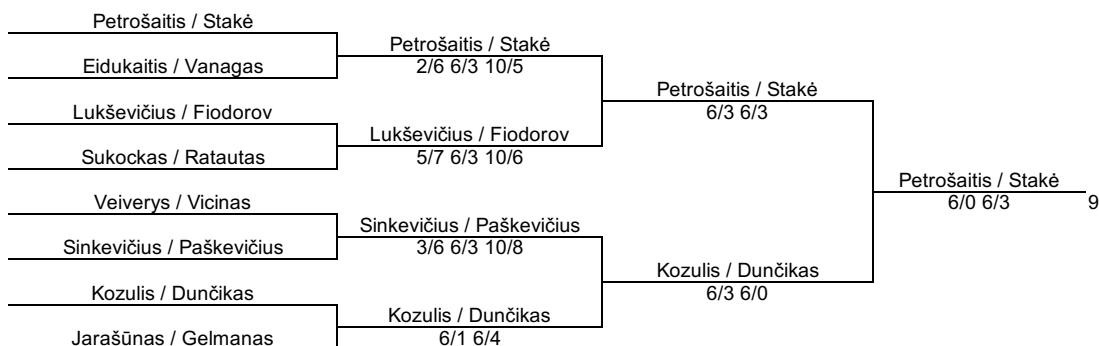 Petrošaitis / Stakė
Petrošaitis / Stakė
Eidukaitis / Vanagas
2/6 6/3 10/5
Petrošaitis / Stakė
Lukševičius / Fiodorov
6/3 6/3
Lukševičius / Fiodorov
Sukockas / Ratautas
5/7 6/3 10/6
Petrošaitis / Stakė
Veiverys / Vicinas
6/0 6/3 9
Sinkevičius / Paškevičius
Sinkevičius / Paškevičius
3/6 6/3 10/8
Kozulis / Dunčikas
Kozulis / Dunčikas
6/3 6/0
Kozulis / Dunčikas
Jarašūnas / Gelmanas
6/1 6/4